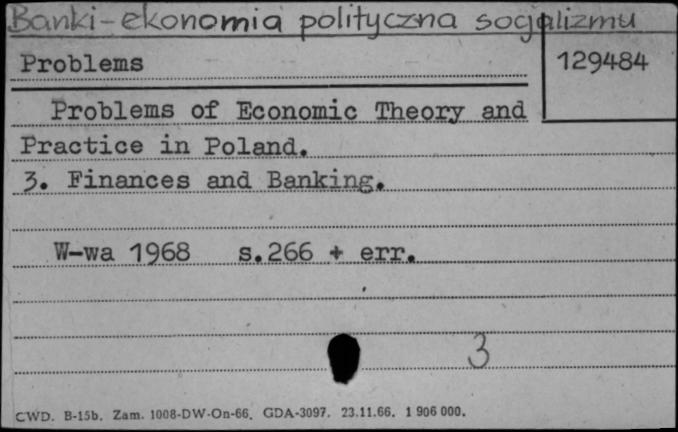 Banki-ekonomia polityczna socjalizmu
Problems
129484
Problems of Economic Theory and
Practice in Poland.
3. Finances and Banking.
W-wa 1968 s.266 + err.
3
CWD. B-15b. Zam. 1008-DW-On-66. GDA-3097. 23.11.66. 1 906 000.